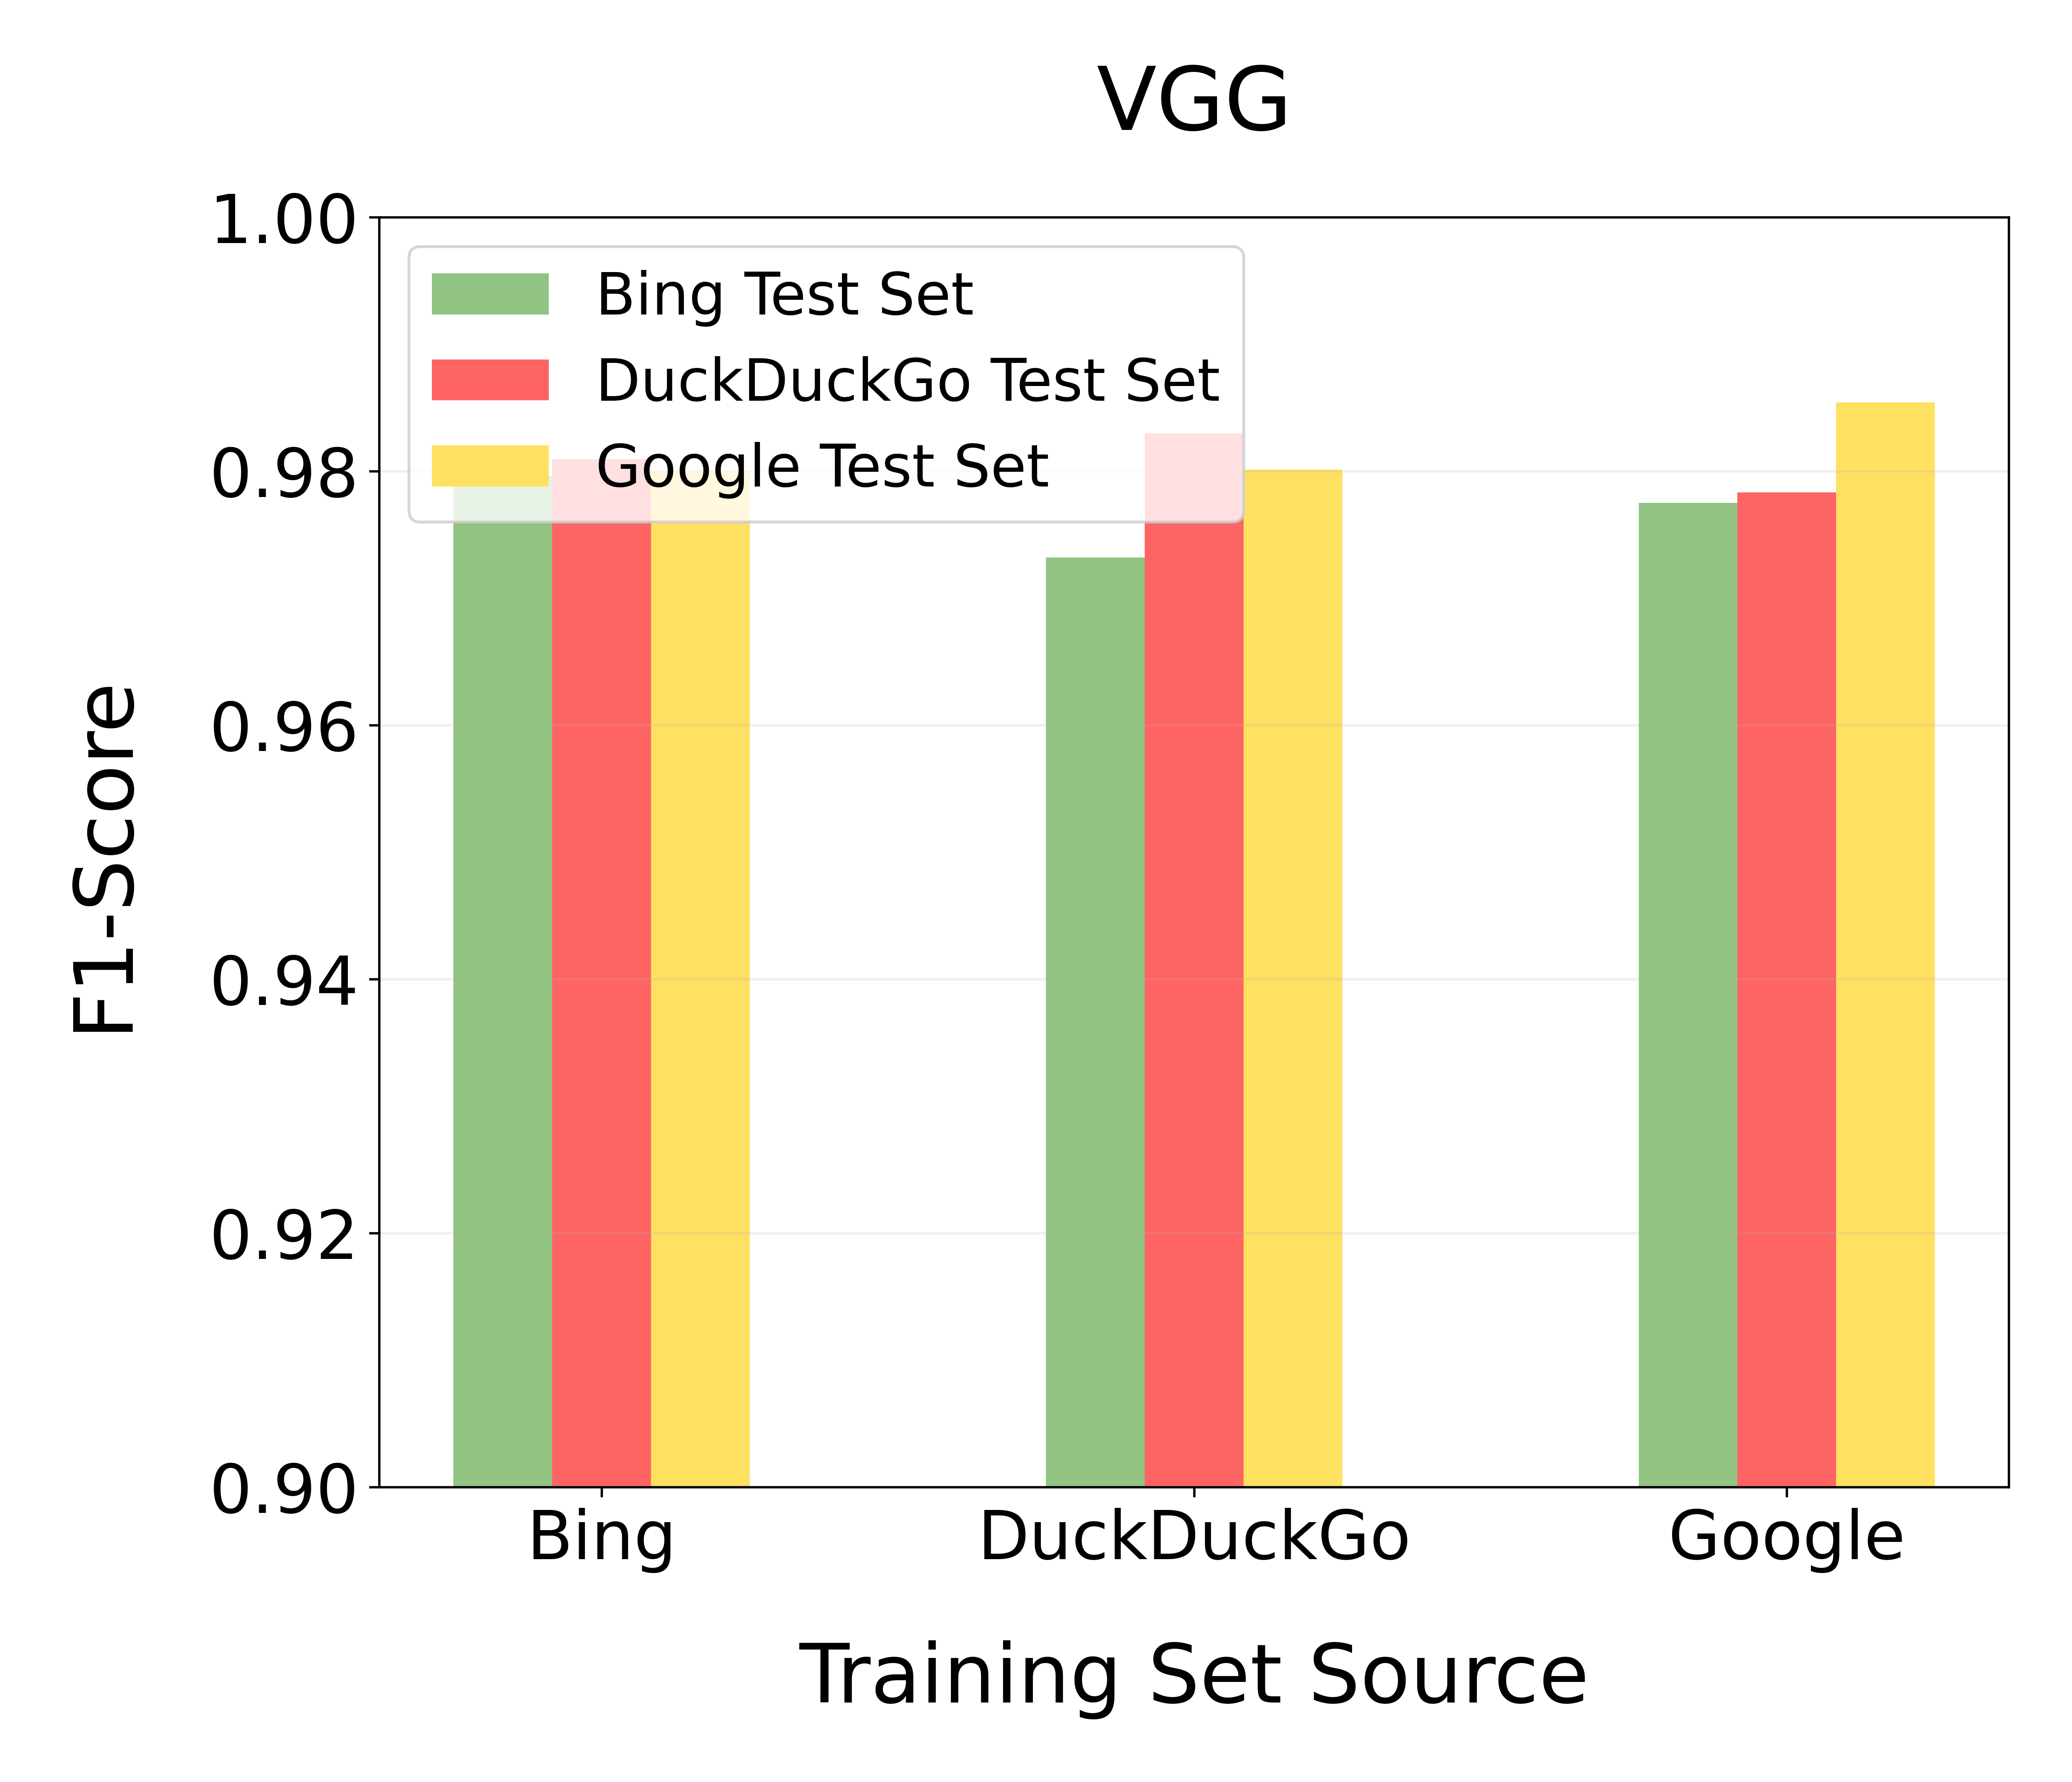 VGG
1.00
0.98
0.96
0.94
0.92
0.90
F1-Score
Bing Test Set
DuckDuckGo Test Set
Google Test Set
Bing
DuckDuckGo
Google
Training Set Source